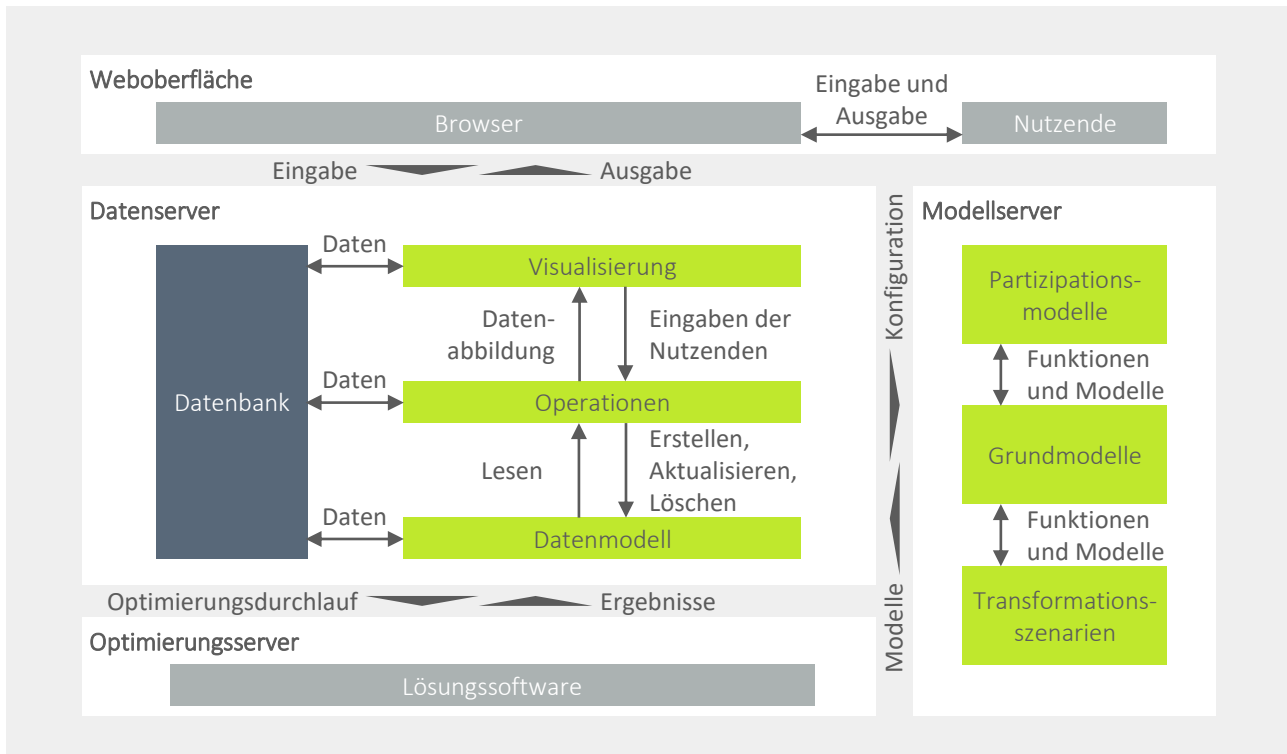 Weboberfläche
Browser
Eingabe und
Ausgabe
Nutzende
Eingabe
Ausgabe
Datenserver
Datenbank
Daten
Visualisierung
Daten-
abbildung
Eingaben der
Nutzenden
Daten
Operationen
Lesen
Erstellen,
Aktualisieren,
Löschen
Daten
Datenmodell
Konfiguration
Modelle
Modellserver
Partizipations-
modelle
Funktionen
und Modelle
Grundmodelle
Funktionen
und Modelle
Transformations-
szenarien
Optimierungsdurchlauf
Ergebnisse
Optimierungsserver
Lösungssoftware